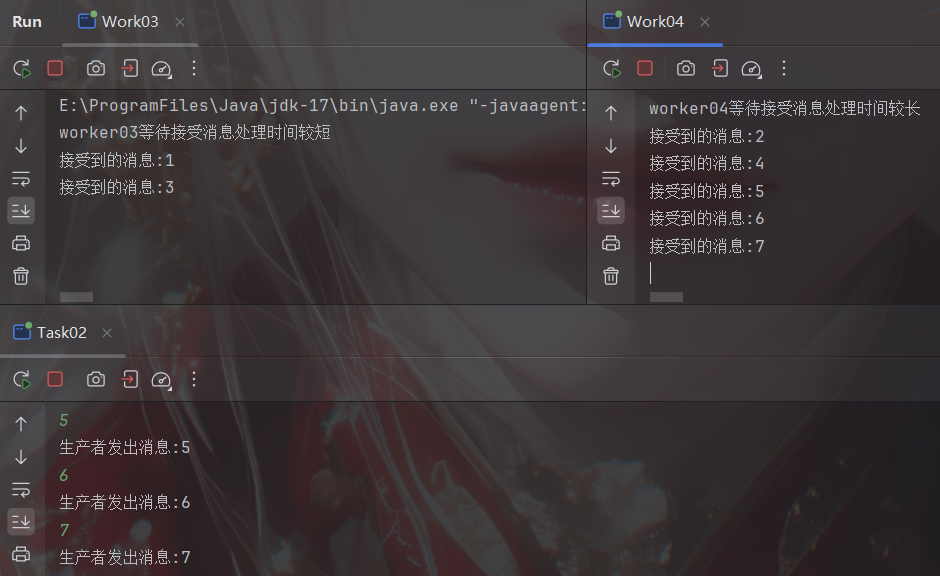 Run
Work03
E:\ProgramFiles\Java\jdk-17\bin\java.exe "-javaagent:
worker03等待接受消息处理时间较短
接受到的消息:1
接受到的消息:3
Work04
worker04等待接受消息处理时间较长
接受到的消息:2
接受到的消息:4
接受到的消息:5
接受到的消息:6
接受到的消息:7
Task02
5
生产者发出消息:5
6
生产者发出消息:6
7
生产者发出消息:7